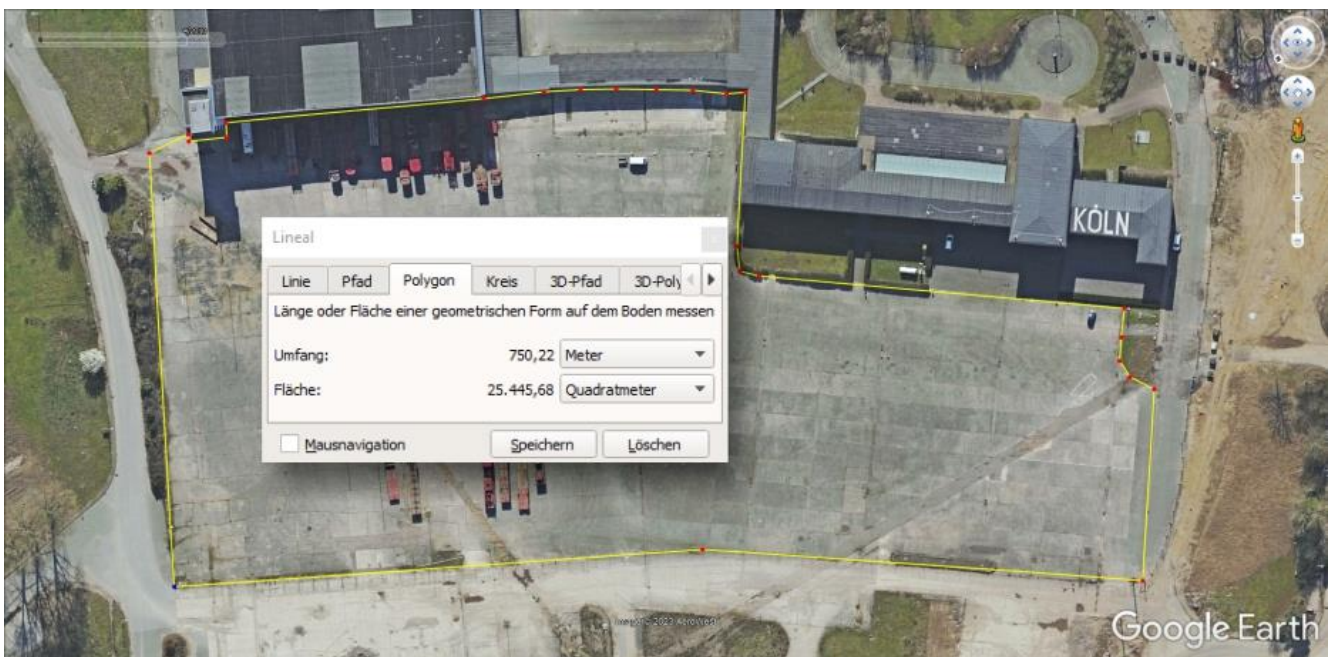 KÖLN
Lineal
Linie Pfad Polygon Kreis 3D-Pfad 3D-Poly
Länge oder Fläche einer geometrischen Form auf dem Boden messen
Umfang: 750,22 Meter
Fläche: 25.445,68 Quadratmeter
Mausnavigation Speichern Löschen
Google Earth